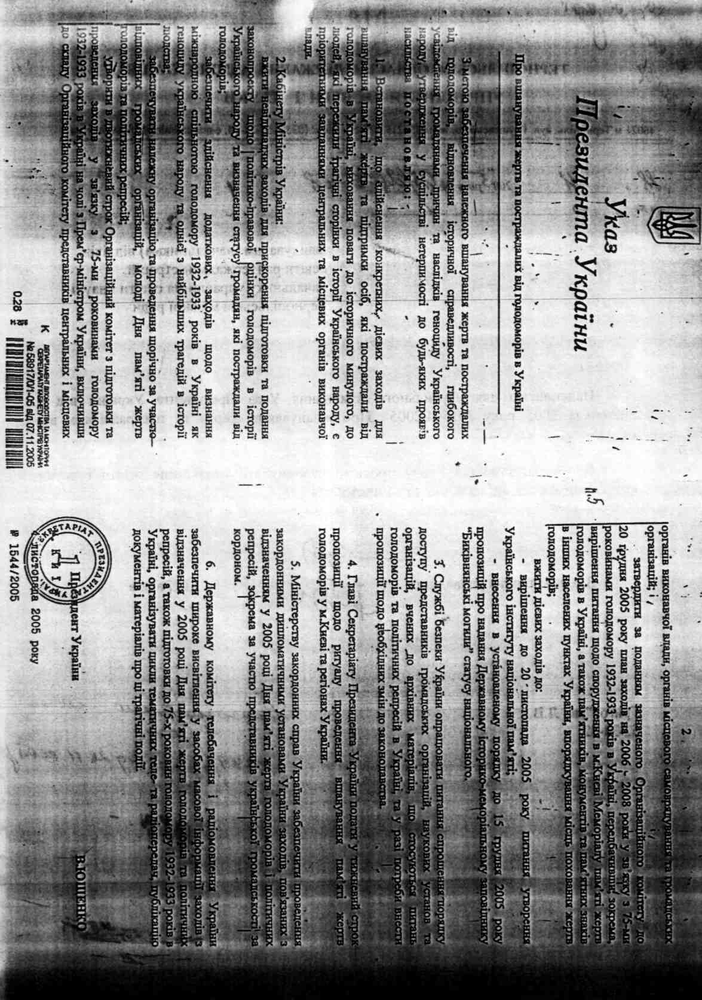 Указ
Президента України
Про вшанування жертв та постраждалих від голодоморів в Україні
З метою забезпечення належного вшанування жертв та постраждалих
від голодоморів, відновлення історичної справедливості, глибокого
усвідомлення громадянами причин та наслідків геноциду Українського
народу, утвердження у суспільстві нетерпимості до будь-яких проявів
насильства п о с т а н о в л я ю :
1. Встановити, що здійснення конкретних, дієвих заходів для
вшанування пам'яті жертв та підтримки осіб, які постраждали від
голодоморів в Україні, виховання поваги до історичного минулого, до
людей, які пережили трагічні сторінки в історії Українського народу, є
пріоритетними завданнями центральних та місцевих органів виконавчої
влади.
2. Кабінету Міністрів України:
вжити невідкладних заходів для прискорення підготовки та подання
законопроекту щодо політико-правової оцінки голодоморів в історії
Українського народу та визначення статусу громадян, які постраждали від
голодоморів;
забезпечити здійснення додаткових заходів щодо визнання
міжнародною спільнотою голодомору 1932-1933 років в Україні як
геноциду українського народу та однієї з найбільших трагедій в історії
людства;
забезпечувати належну організацію та проведення щорічно за участю
відповідних громадських організацій, молоді Дня пам'яті жертв
голодоморів та політичних репресій;
утворити в двотижневий строк Організаційний комітет з підготовки та
проведення заходів у зв'язку з 75-ми роковинами голодомору
1932-1933 років в Україні на чолі з Прем'єр-міністром України, включивши
до складу Організаційного комітету представників центральних і місцевих
К
ДЕПАРТАМЕНТ ДІЛОВОДСТВА ТА МОНІТОРИНГ
СЕКРЕТАРІАТУ КАБІНЕТУ МІНІСТРІВ УКРАЇНИ
0.28
№ 58917/0/1-05 від 07.11.2005
2
органів виконавчої влади, органів місцевого самоврядування та громадських
організацій;
п.5
затвердити за поданням зазначеного Організаційного комітету до
20 грудня 2005 року план заходів на 2006 - 2008 роки у зв'язку з 75-ми
роковинами голодомору 1932-1933 років в Україні, передбачивши, зокрема,
вирішення питання щодо спорудження в м.Києві Меморіалу пам'яті жертв
голодоморів в Україні, а також пам'ятників, монументів та пам'ятних знаків
в інших населених пунктах України, впорядкування місць поховання жертв
голодоморів;
вжити дієвих заходів до:
- вирішення до 20 листопада 2005 року питання утворення
Українського інституту національної пам'яті;
- внесення в установленому порядку до 15 грудня 2005 року
пропозицій про надання Державному історико-меморіальному заповіднику
"Биківнянські могили" статусу національного.
3. Службі безпеки України опрацювати питання спрощення порядку
доступу представників громадських організацій, наукових установ та
організацій, вчених до архівних матеріалів, що стосуються питань
голодоморів та політичних репресій в Україні, та у разі потреби внести
пропозиції щодо необхідних змін до законодавства.
4. Главі Секретаріату Президента України подати у тижневий строк
пропозиції щодо ритуалу проведення вшанування пам'яті жертв
голодоморів у м.Києві та регіонах України.
5. Міністерству закордонних справ України забезпечити проведення
закордонними дипломатичними установами України заходів, пов'язаних з
відзначенням у 2005 році Дня пам'яті жертв голодоморів і політичних
репресій, зокрема за участю представників української громадськості за
кордоном.
6. Державному комітету телебачення і радіомовлення України
забезпечити широке висвітлення у засобах масової інформації заходів з
відзначення у 2005 році Дня пам'яті жертв голодоморів та політичних
репресій, а також підготовки до 75-х роковин голодомору 1932-1933 років в
Україні, організувати цикли тематичних теле- та радіопередач, публікацію
документів і матеріалів про ці трагічні події.
Президент України
В.ЮЩЕНКО
листопада 2005 року
№ 1544/2005